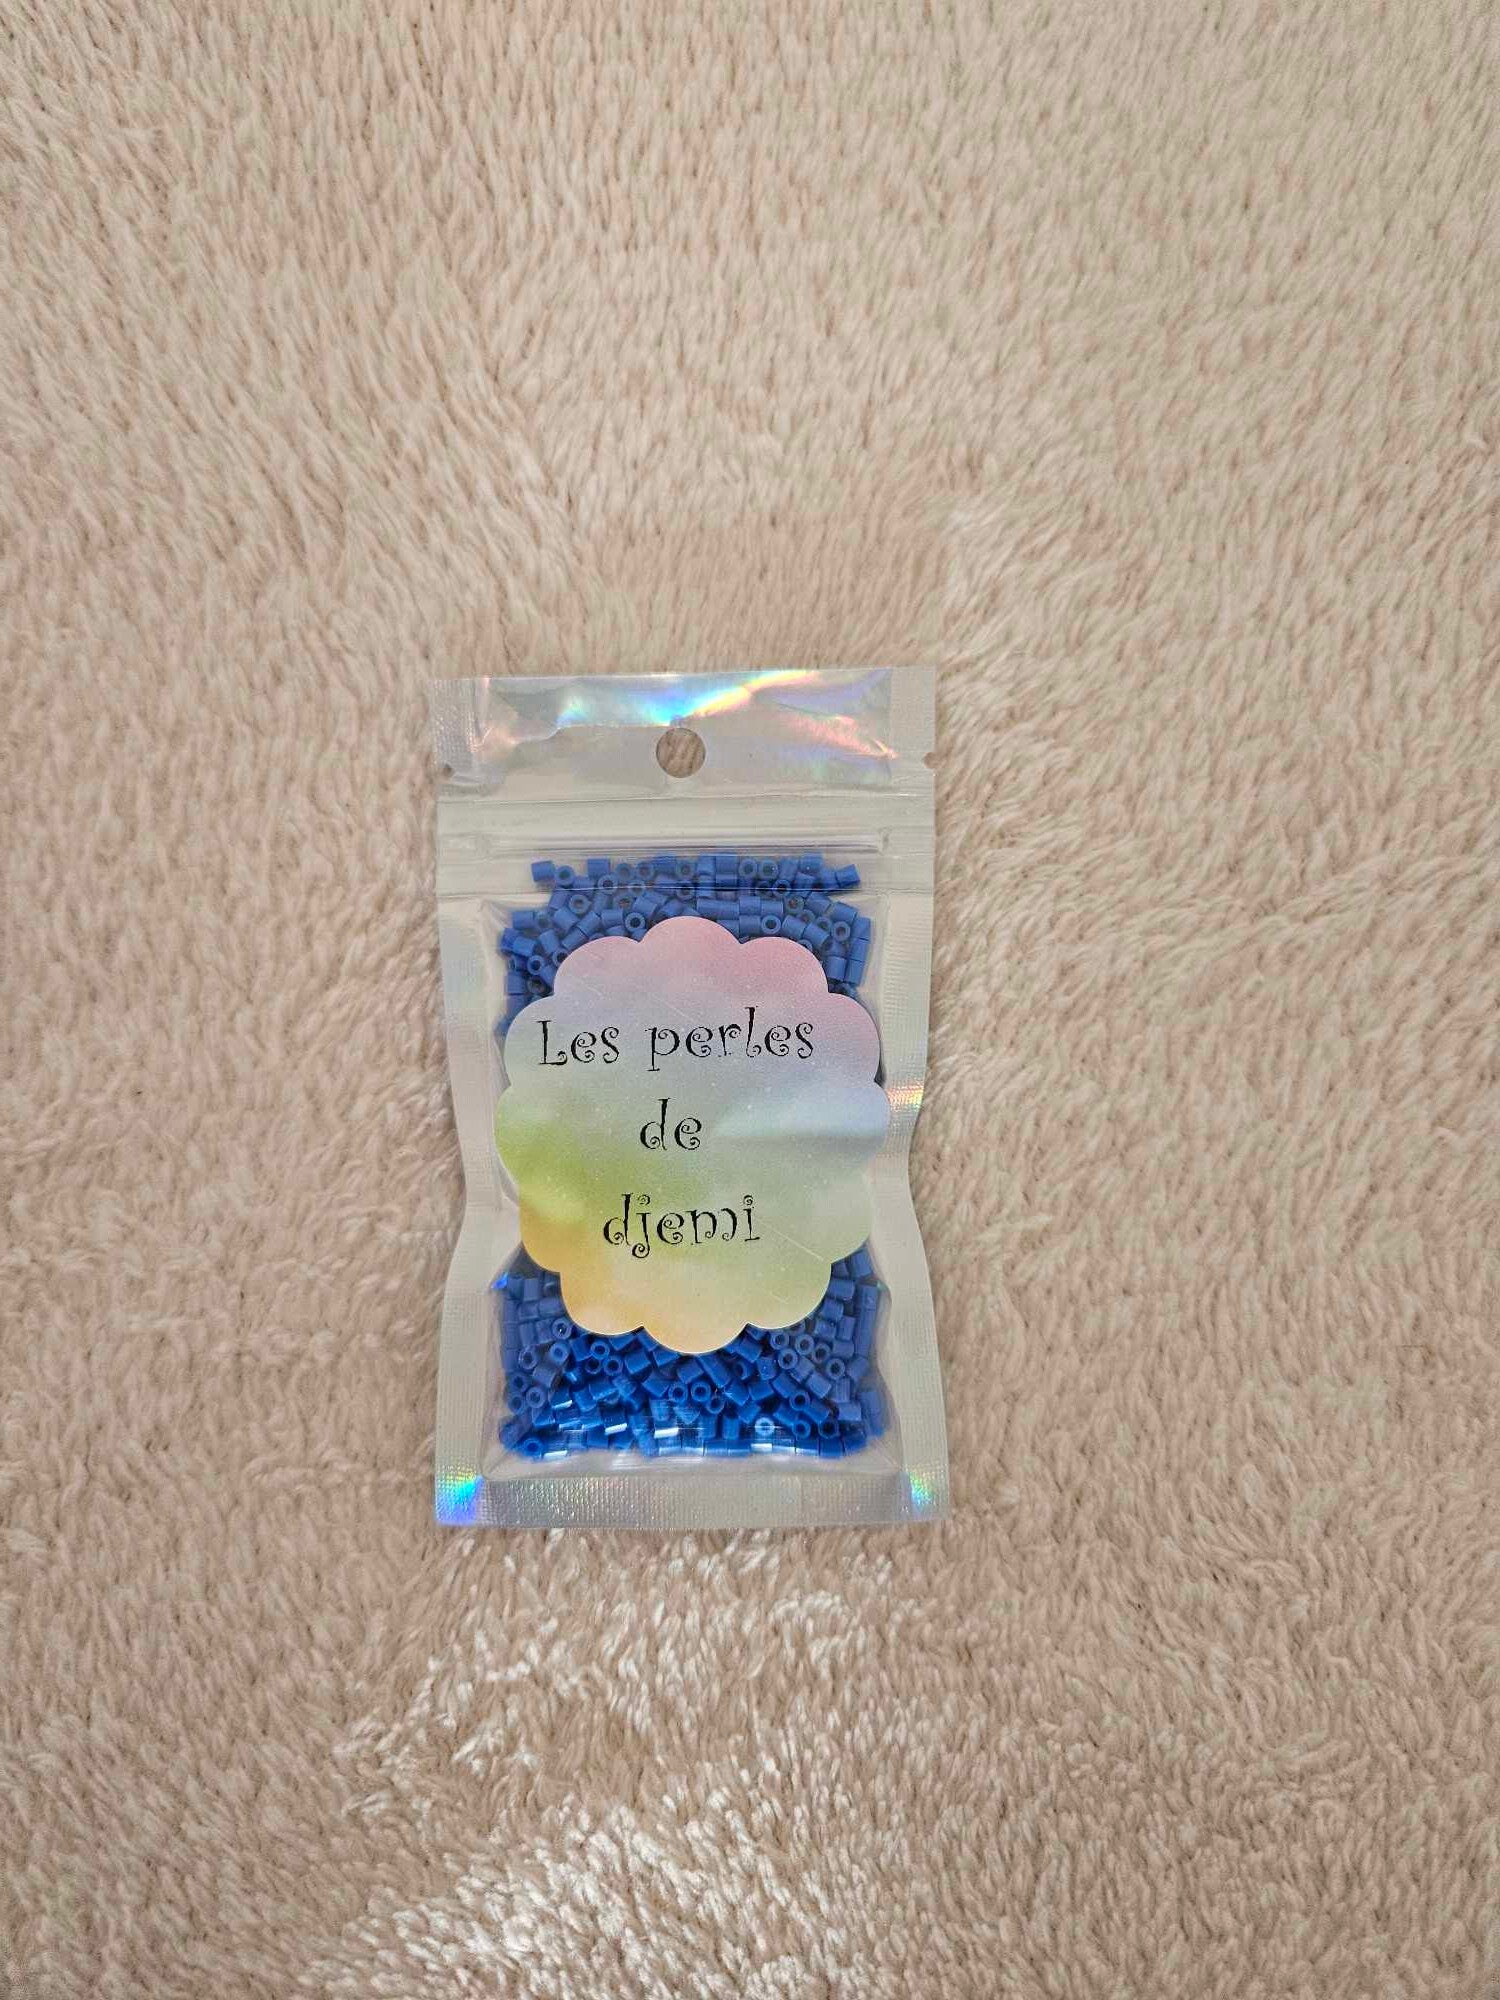 Les perles
de
djemi